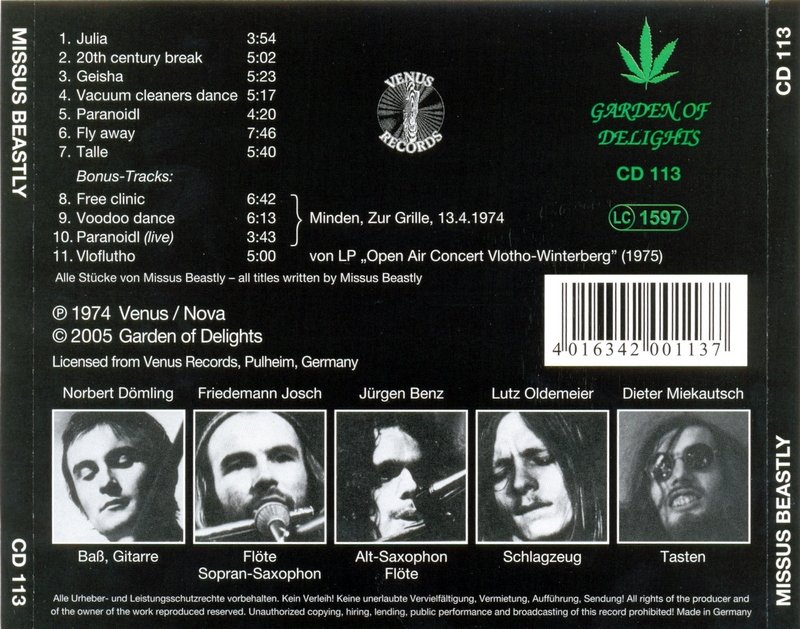 MISSUS BEASTLY
CD 113
1. Julia 3:54
2. 20th century break 5:02
3. Geisha 5:23
4. Vacuum cleaners dance 5:17
5. Paranoidl 4:20
6. Fly away 7:46
7. Talle 5:40
Bonus-Tracks:
8. Free clinic 6:42
9. Voodoo dance 6:13
10. Paranoidl (live) 3:43
Minden, Zur Grille, 13.4.1974
11. Vloflutho 5:00 von LP „Open Air Concert Vlotho-Winterberg” (1975)
Alle Stücke von Missus Beastly – all titles written by Missus Beastly
VENUS
RECORDS
GARDEN OF
DELIGHTS
CD 113
LC 1597
℗ 1974 Venus / Nova
© 2005 Garden of Delights
Licensed from Venus Records, Pulheim, Germany
4 016342 001137
Norbert Dömling Friedemann Josch Jürgen Benz Lutz Oldemeier Dieter Miekautsch
Baß, Gitarre Flöte Alt-Saxophon Schlagzeug Tasten
Sopran-Saxophon Flöte
Alle Urheber- und Leistungsschutzrechte vorbehalten. Kein Verleih! Keine unerlaubte Vervielfältigung, Vermietung, Aufführung, Sendung! All rights of the producer and
of the owner of the work reproduced reserved. Unauthorized copying, hiring, lending, public performance and broadcasting of this record prohibited! Made in Germany
CD 113
MISSUS BEASTLY